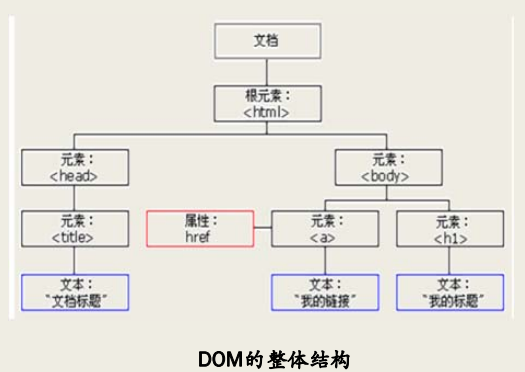 文档
根元素：
<html>
元素：
<head>
元素：
<body>
元素：
<title>
属性：
href
元素：
<a>
元素：
<h1>
文本：
"文档标题"
文本：
"我的链接"
文本：
"我的标题"
DOM的整体结构